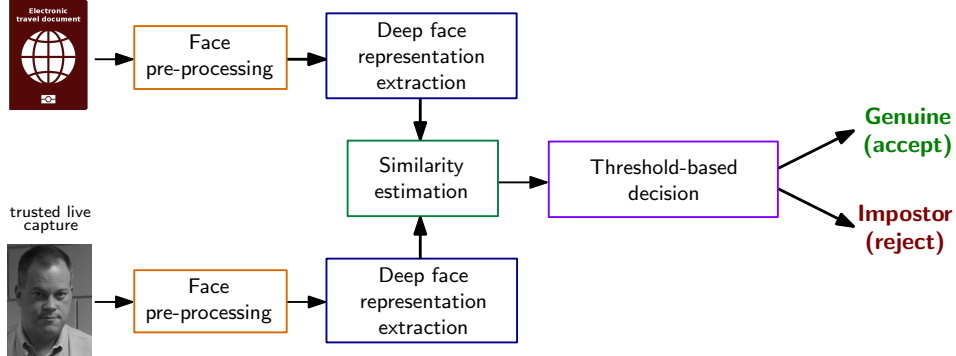 Electronic
travel document
Face
pre-processing
Deep face
representation
extraction
Similarity
estimation
Threshold-based
decision
Genuine
(accept)
Impostor
(reject)
trusted live
capture
Face
pre-processing
Deep face
representation
extraction